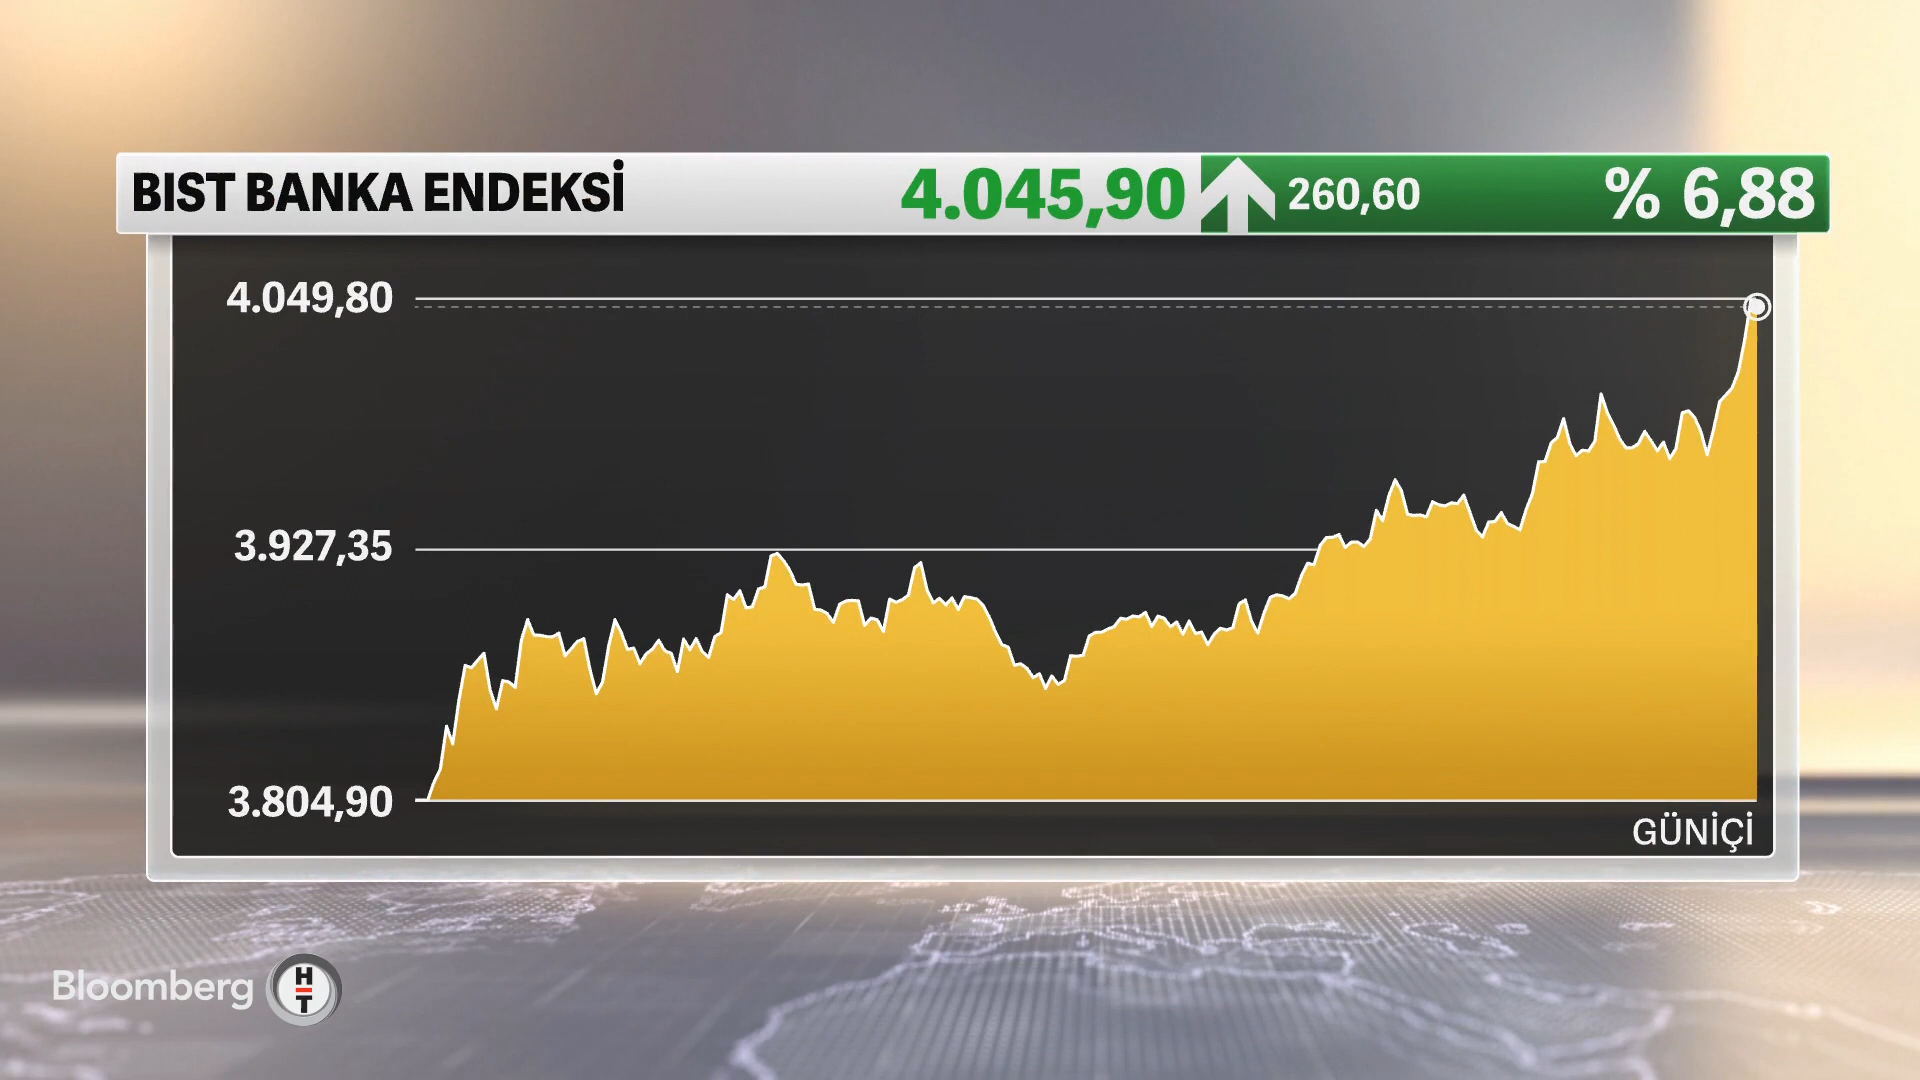 BIST BANKA ENDEKSİ 4.045,90 260,60 % 6,88
4.049,80
3.927,35
3.804,90
GÜNİÇİ
Bloomberg HT